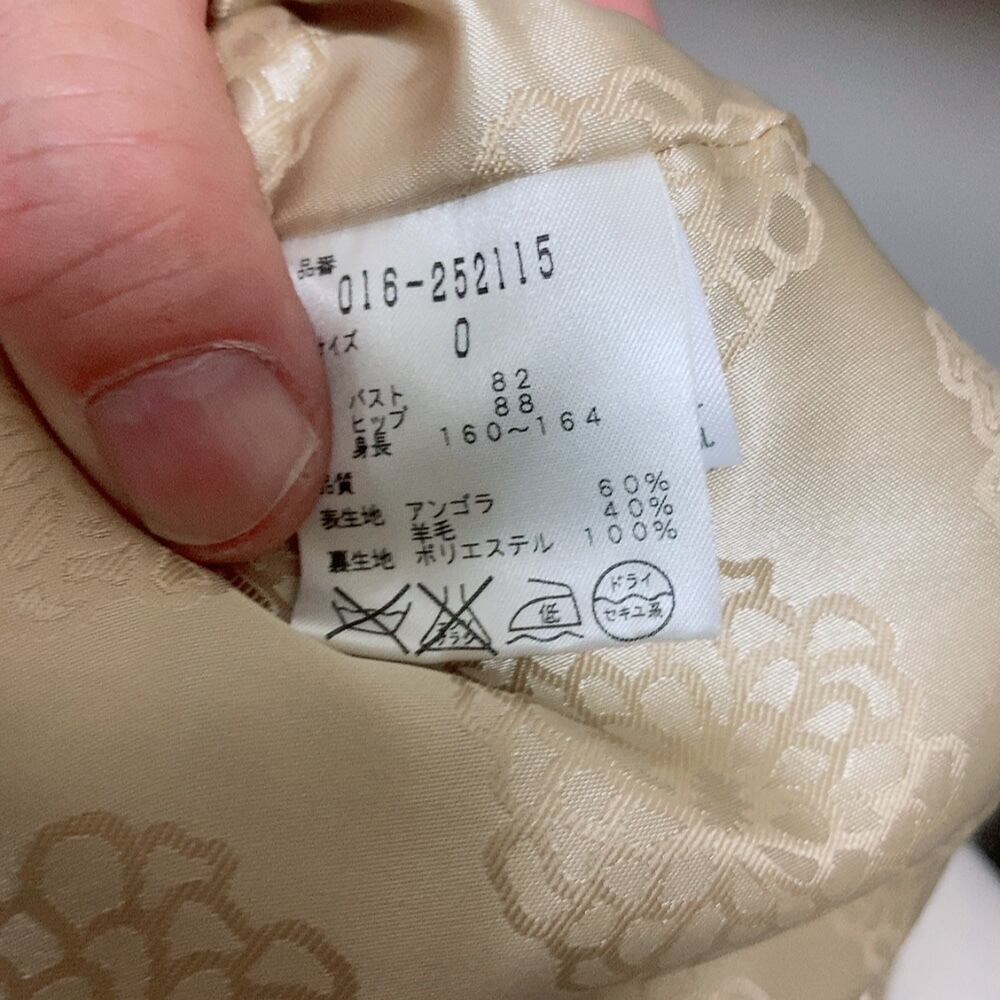 品番
016-252115
サイズ 0
バスト 82
ヒップ 88
身長 160～164
品質
表生地 アンゴラ 60%
羊毛 40%
裏生地 ポリエステル 100%
低
ドライ
セキユ系